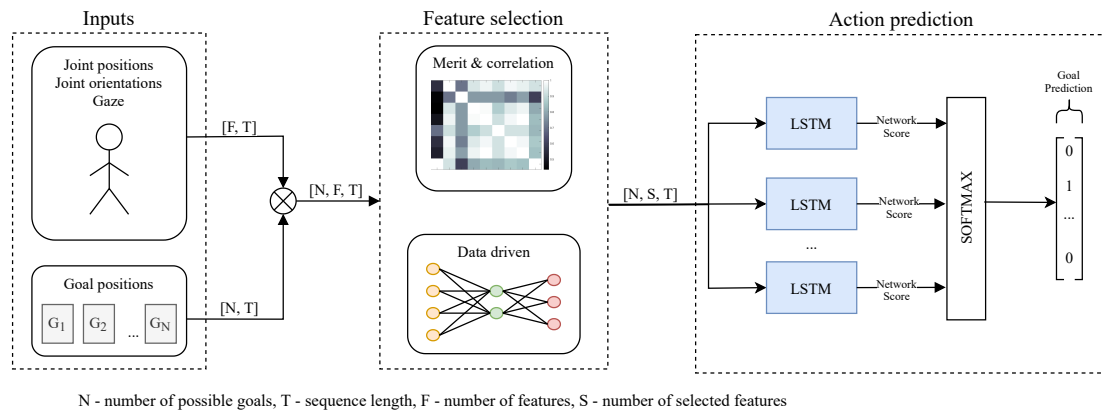 Inputs
Feature selection
Action prediction
Joint positions
Joint orientations
Gaze
[F, T]
Goal positions
G1 G2 ... GN
[N, T]
[N, F, T]
Merit & correlation
Data driven
[N, S, T]
LSTM
Network
Score
LSTM
Network
Score
...
LSTM
Network
Score
SOFTMAX
Goal
Prediction
0
1
...
0
N - number of possible goals, T - sequence length, F - number of features, S - number of selected features